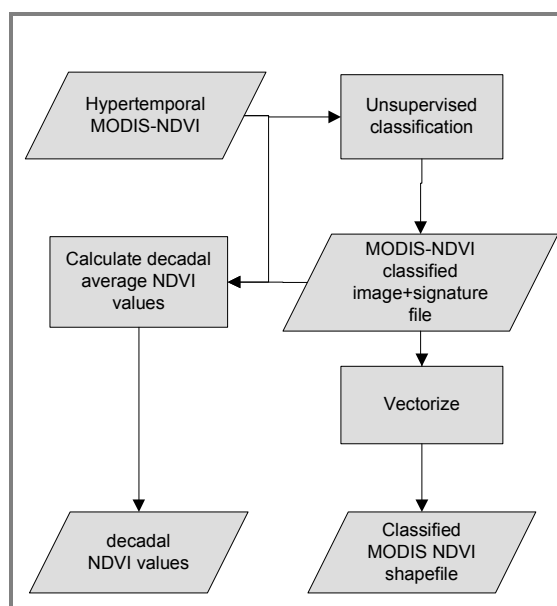 Hypertemporal
MODIS-NDVI
Unsupervised
classification
Calculate decadal
average NDVI
values
MODIS-NDVI
classified
image+signature
file
Vectorize
decadal
NDVI values
Classified
MODIS NDVI
shapefile